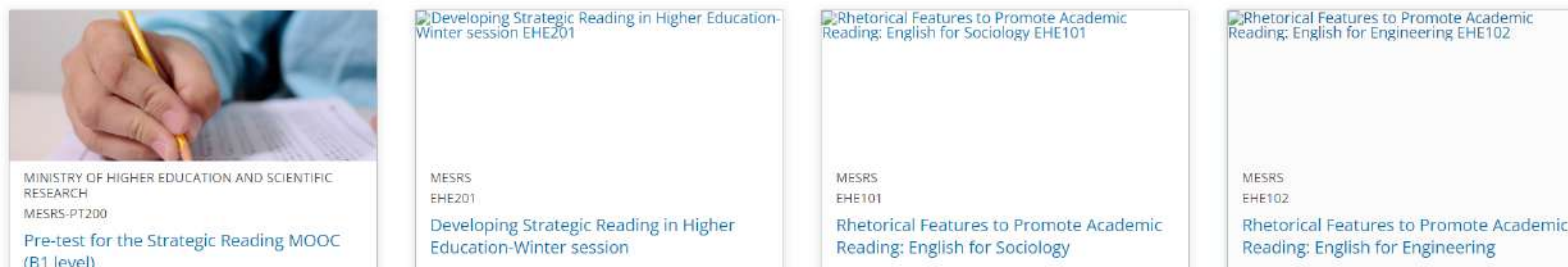 MINISTRY OF HIGHER EDUCATION AND SCIENTIFIC
RESEARCH
MESRS-PT200
Pre-test for the Strategic Reading MOOC
(B1 level)
Developing Strategic Reading in Higher Education-
Winter session EHE201
MESRS
EHE201
Developing Strategic Reading in Higher
Education-Winter session
Rhetorical Features to Promote Academic
Reading: English for Sociology EHE101
MESRS
EHE101
Rhetorical Features to Promote Academic
Reading: English for Sociology
Rhetorical Features to Promote Academic
Reading: English for Engineering EHE102
MESRS
EHE102
Rhetorical Features to Promote Academic
Reading: English for Engineering